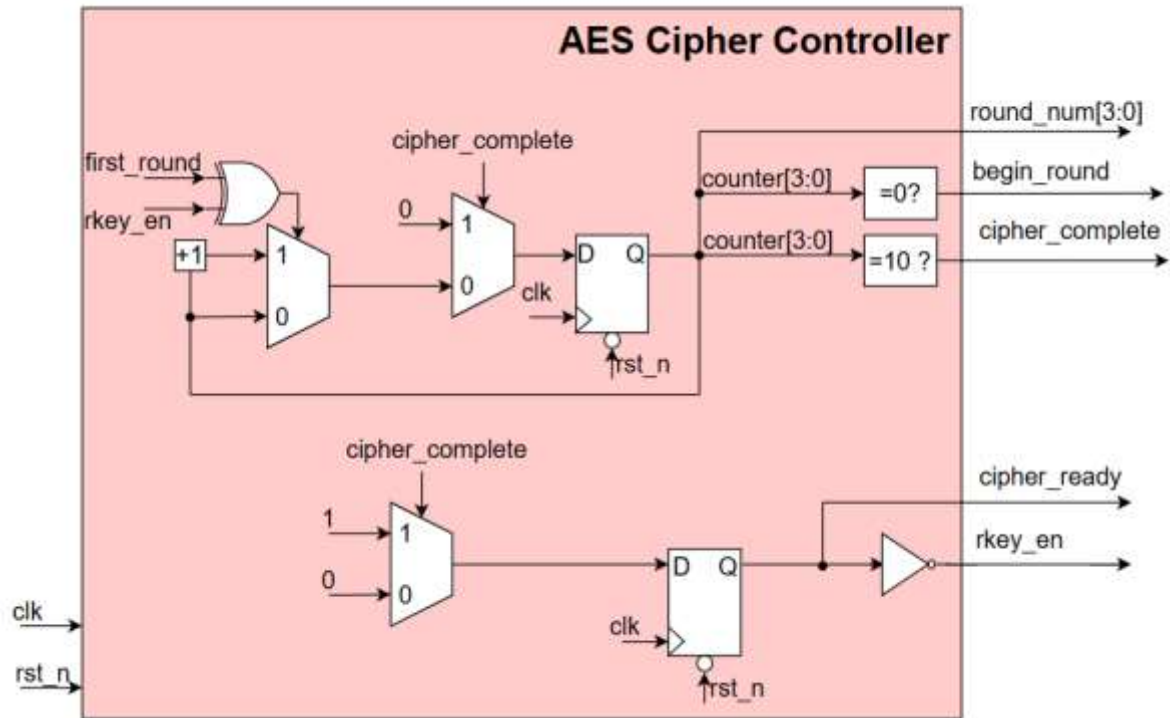 AES Cipher Controller
round_num[3:0]
cipher_complete
first_round
counter[3:0]
=0?
begin_round
rkey_en
0
1
counter[3:0]
=10 ?
cipher_complete
+1
1
D
Q
0
clk
0
rst_n
cipher_complete
cipher_ready
1
1
rkey_en
0
0
D
Q
clk
clk
rst_n
rst_n